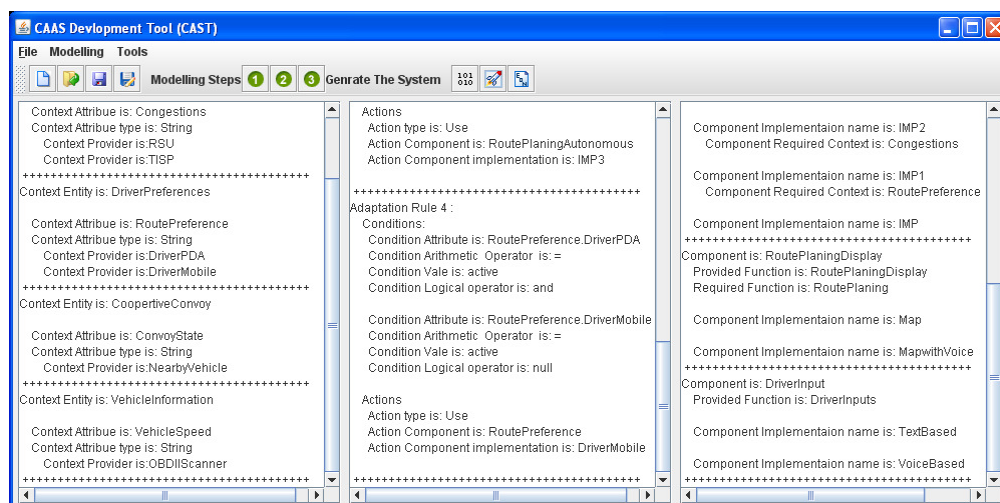 CAAS Devlopment Tool (CAST)
File Modelling Tools
Modelling Steps 1 2 3 Genrate The System 101 010
Context Attribue is: Congestions
Context Attribute type is: String
Context Provider is:RSU
Context Provider is:TISP
+++++++++++++++++++++++++++++++++++++++++
Context Entity is: DriverPreferences
Context Attribue is: RoutePreference
Context Attribute type is: String
Context Provider is:DriverPDA
Context Provider is:DriverMobile
+++++++++++++++++++++++++++++++++++++++++
Context Entity is: CoopertiveConvoy
Context Attribue is: ConvoyState
Context Attribute type is: String
Context Provider is:NearbyVehicle
+++++++++++++++++++++++++++++++++++++++++
Context Entity is: VehicleInformation
Context Attribue is: VehicleSpeed
Context Attribute type is: String
Context Provider is:OBDIIScanner
+++++++++++++++++++++++++++++++++++++++++
Actions
Action type is: Use
Action Component is: RoutePlaningAutonomous
Action Component implementation is: IMP3
+++++++++++++++++++++++++++++++++++++++++
Adaptation Rule 4 :
Conditions:
Condition Attribute is: RoutePreference.DriverPDA
Condition Arithmetic Operator is: =
Condition Vale is: active
Condition Logical operator is: and
Condition Attribute is: RoutePreference.DriverMobile
Condition Arithmetic Operator is: =
Condition Vale is: active
Condition Logical operator is: null
Actions
Action type is: Use
Action Component is: RoutePreference
Action Component implementation is: DriverMobile
+++++++++++++++++++++++++++++++++++++++++
Component Implementaion name is: IMP2
Component Required Context is: Congestions
Component Implementaion name is: IMP1
Component Required Context is: RoutePreference
Component Implementaion name is: IMP
+++++++++++++++++++++++++++++++++++++++++
Component is: RoutePlaningDisplay
Provided Function is: RoutePlaningDisplay
Required Function is: RoutePlaning
Component Implementaion name is: Map
Component Implementaion name is: MapwithVoice
+++++++++++++++++++++++++++++++++++++++++
Component is: DriverInput
Provided Function is: DriverInputs
Component Implementaion name is: TextBased
Component Implementaion name is: VoiceBased
+++++++++++++++++++++++++++++++++++++++++